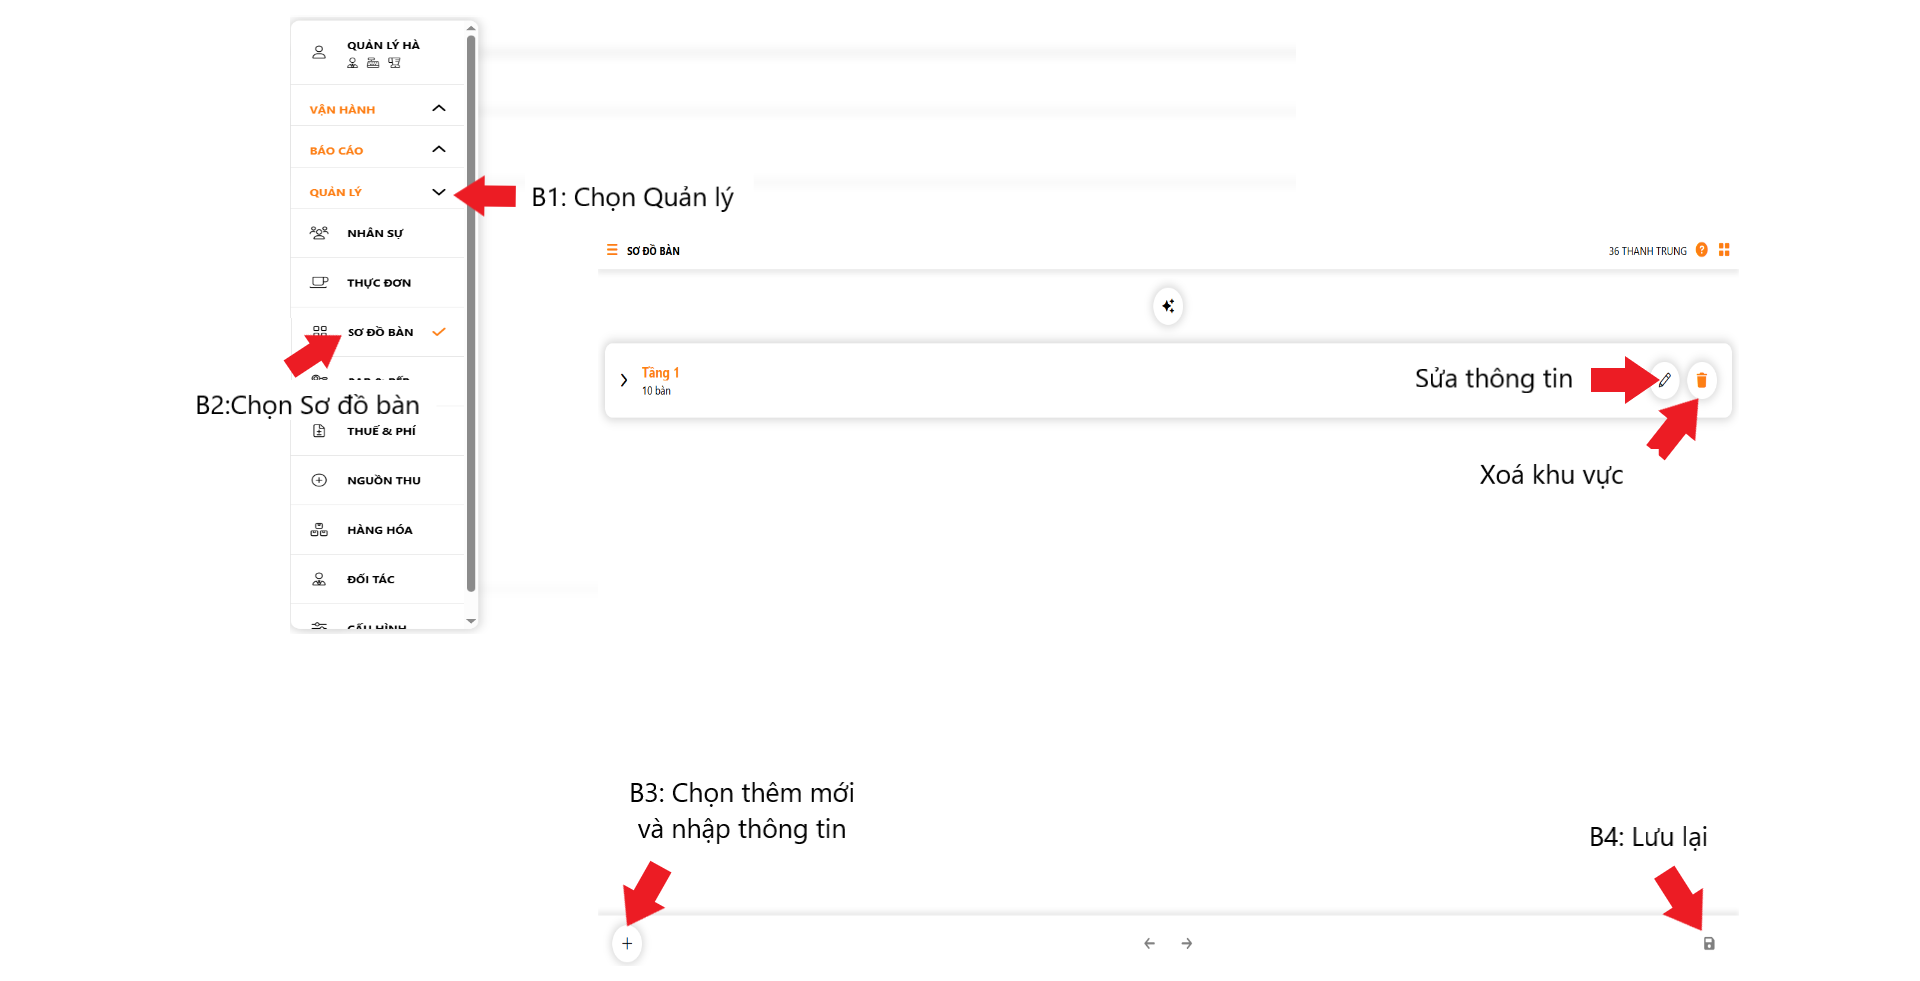 QUẢN LÝ HÀ
VẬN HÀNH
BÁO CÁO
QUẢN LÝ
B1: Chọn Quản lý
NHÂN SỰ
THỰC ĐƠN
SƠ ĐỒ BÀN
B2:Chọn Sơ đồ bàn
THUẾ & PHÍ
NGUỒN THU
HÀNG HÓA
ĐỐI TÁC
CẤU HÌNH
SƠ ĐỒ BÀN
36 THANH TRUNG
Tầng 1
10 bàn
Sửa thông tin
Xoá khu vực
B3: Chọn thêm mới
và nhập thông tin
B4: Lưu lại